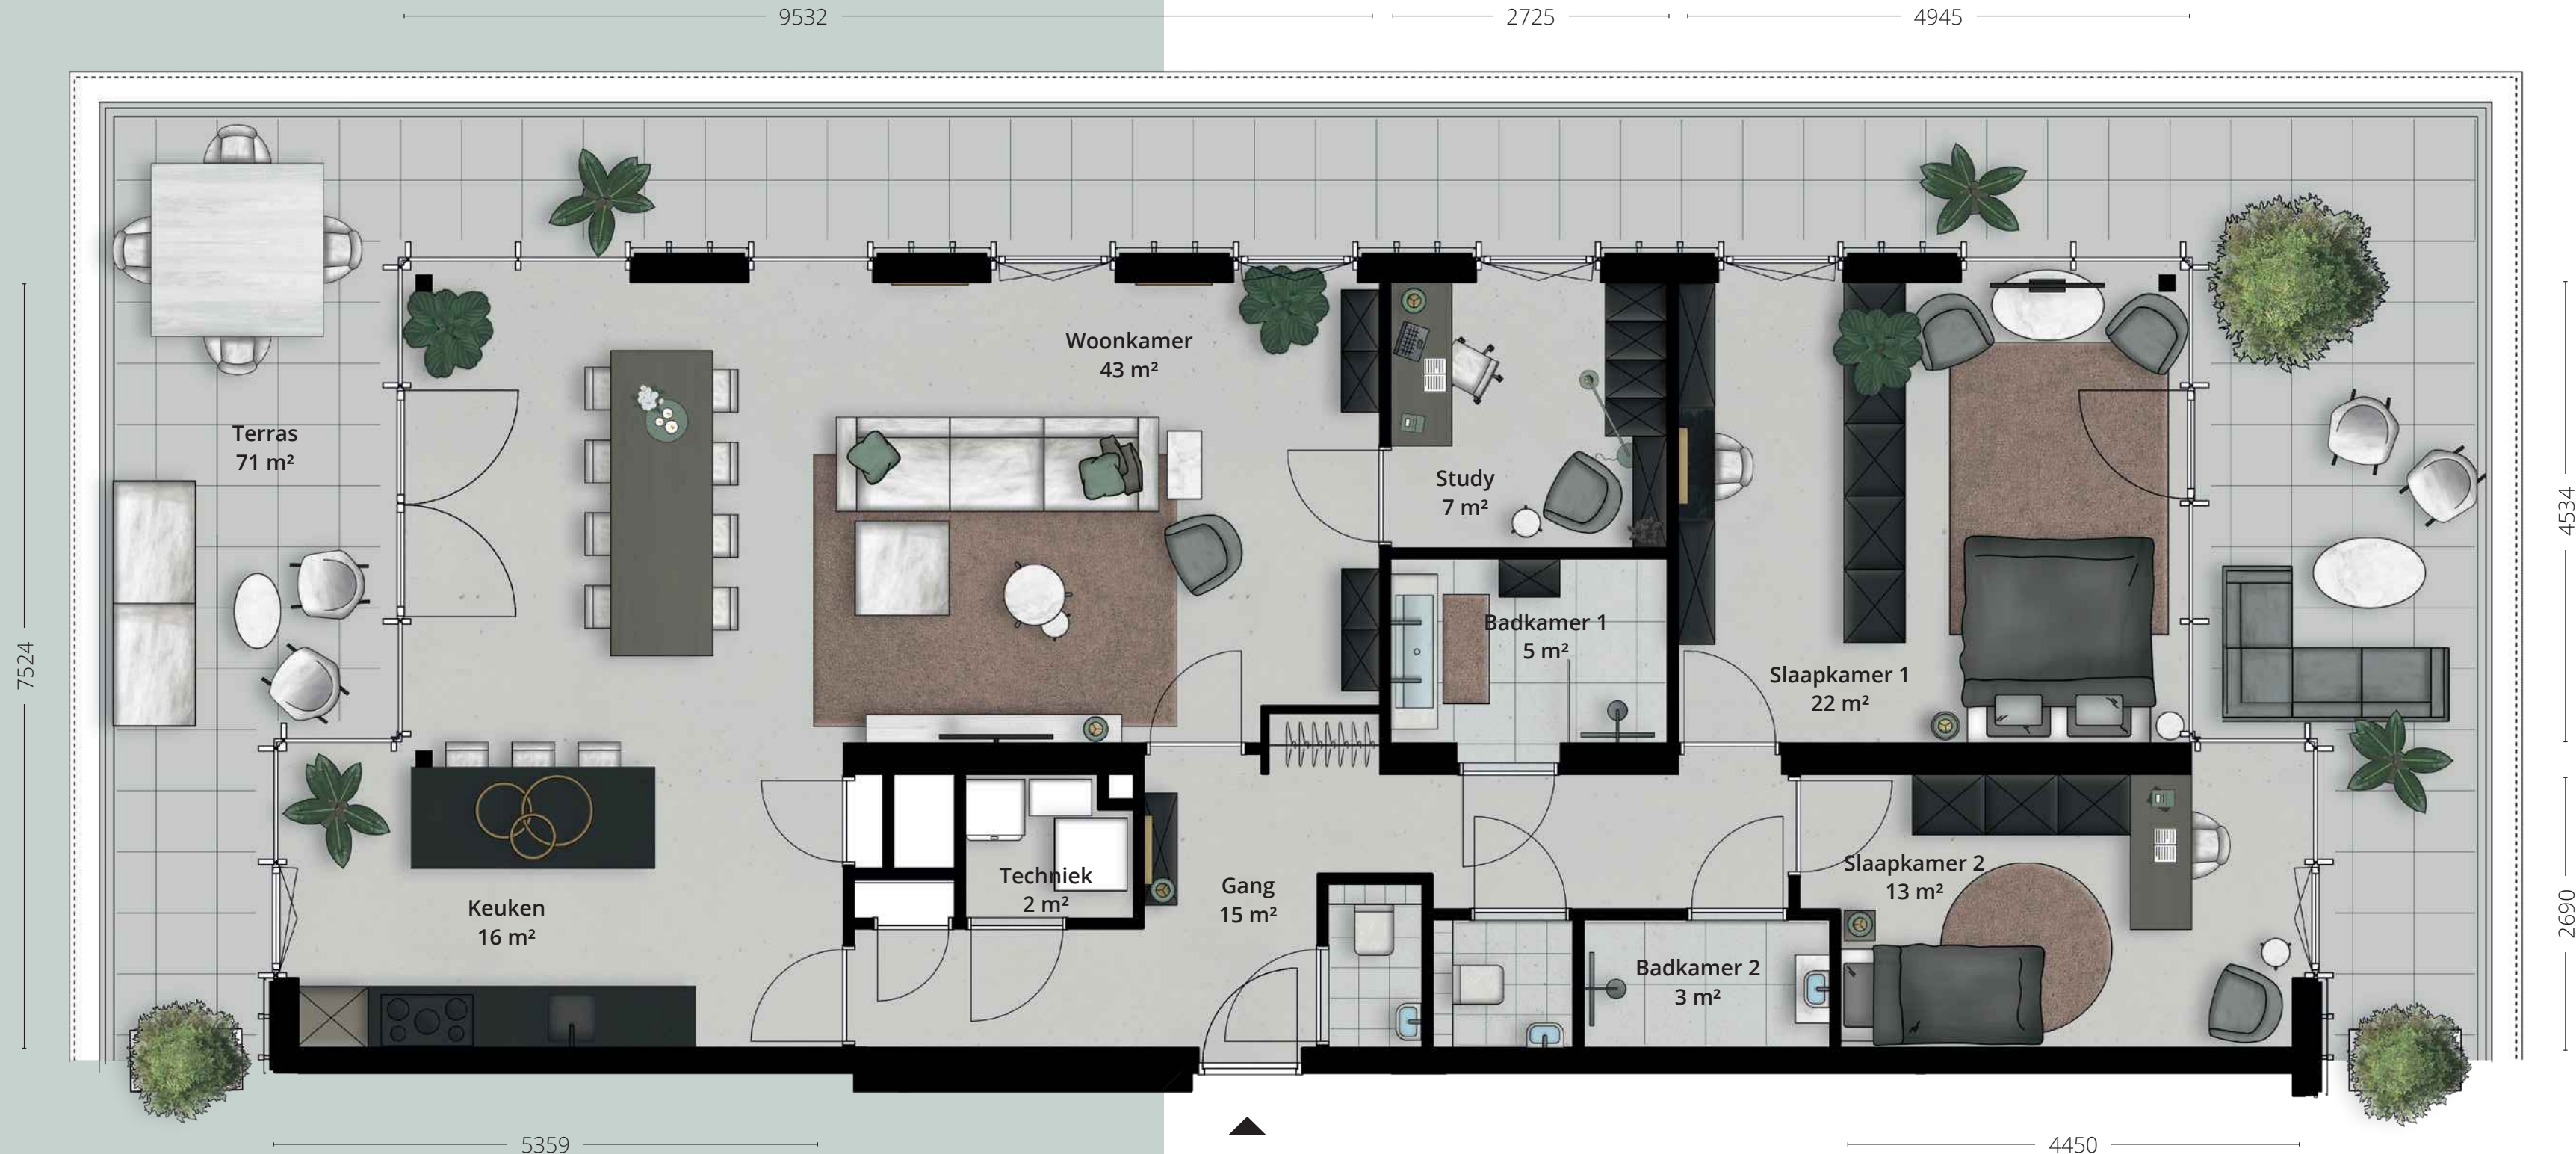 9532
2725
4945
Woonkamer
43 m²
Terras
71 m²
Study
7 m²
4534
Badkamer 1
5 m²
7524
Slaapkamer 1
22 m²
Techniek
2 m²
Gang
15 m²
Slaapkamer 2
13 m²
Keuken
16 m²
2690
Badkamer 2
3 m²
5359
4450